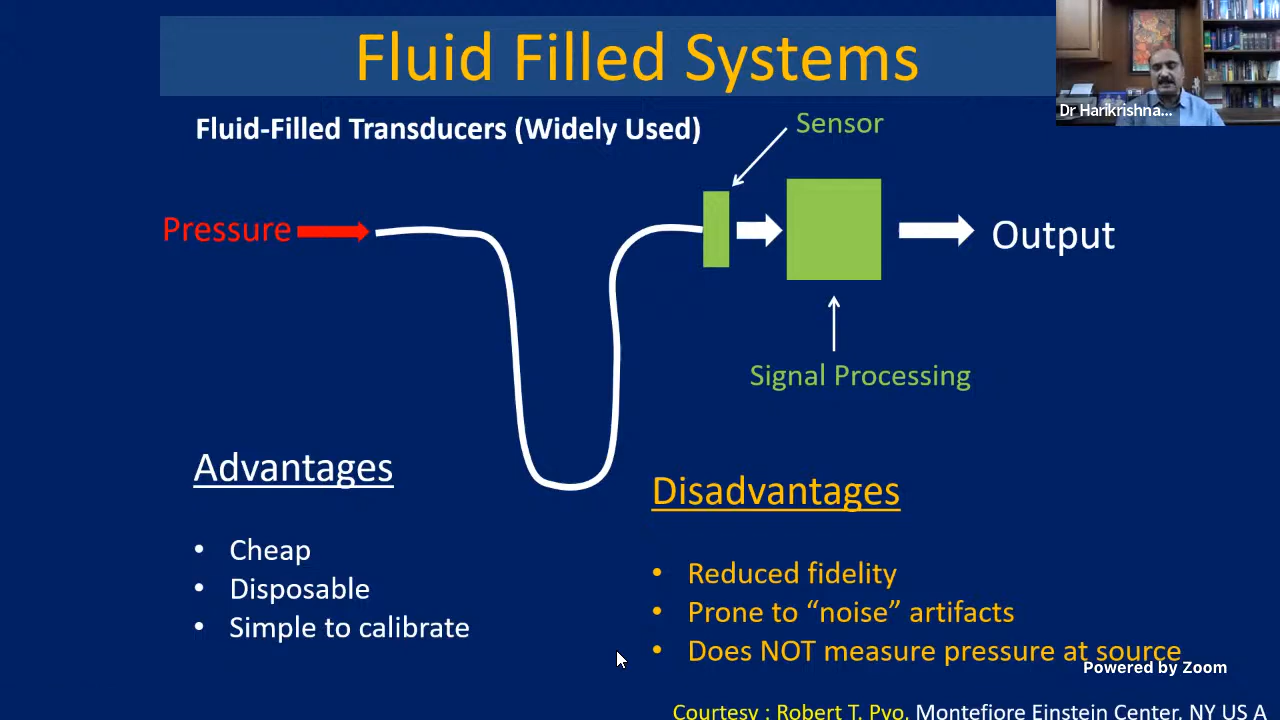 Fluid Filled Systems
Dr Harikrishna...
Fluid-Filled Transducers (Widely Used)
Sensor
Pressure
Output
Signal Processing
Advantages
• Cheap
• Disposable
• Simple to calibrate
Disadvantages
• Reduced fidelity
• Prone to “noise” artifacts
• Does NOT measure pressure at source
Powered by Zoom
Courtesy : Robert T. Pyo, Montefiore Einstein Center, NY US A